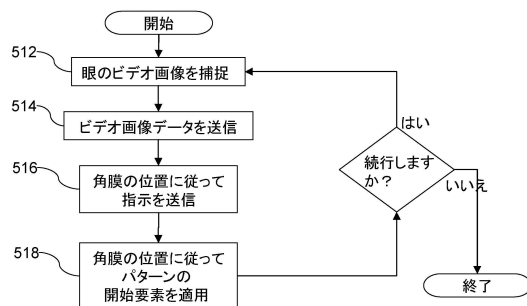 開始
512
眼のビデオ画像を捕捉
514
ビデオ画像データを送信
はい
516
角膜の位置に従って
指示を送信
続行します
か？
いいえ
518
角膜の位置に従って
パターンの
開始要素を適用
終了